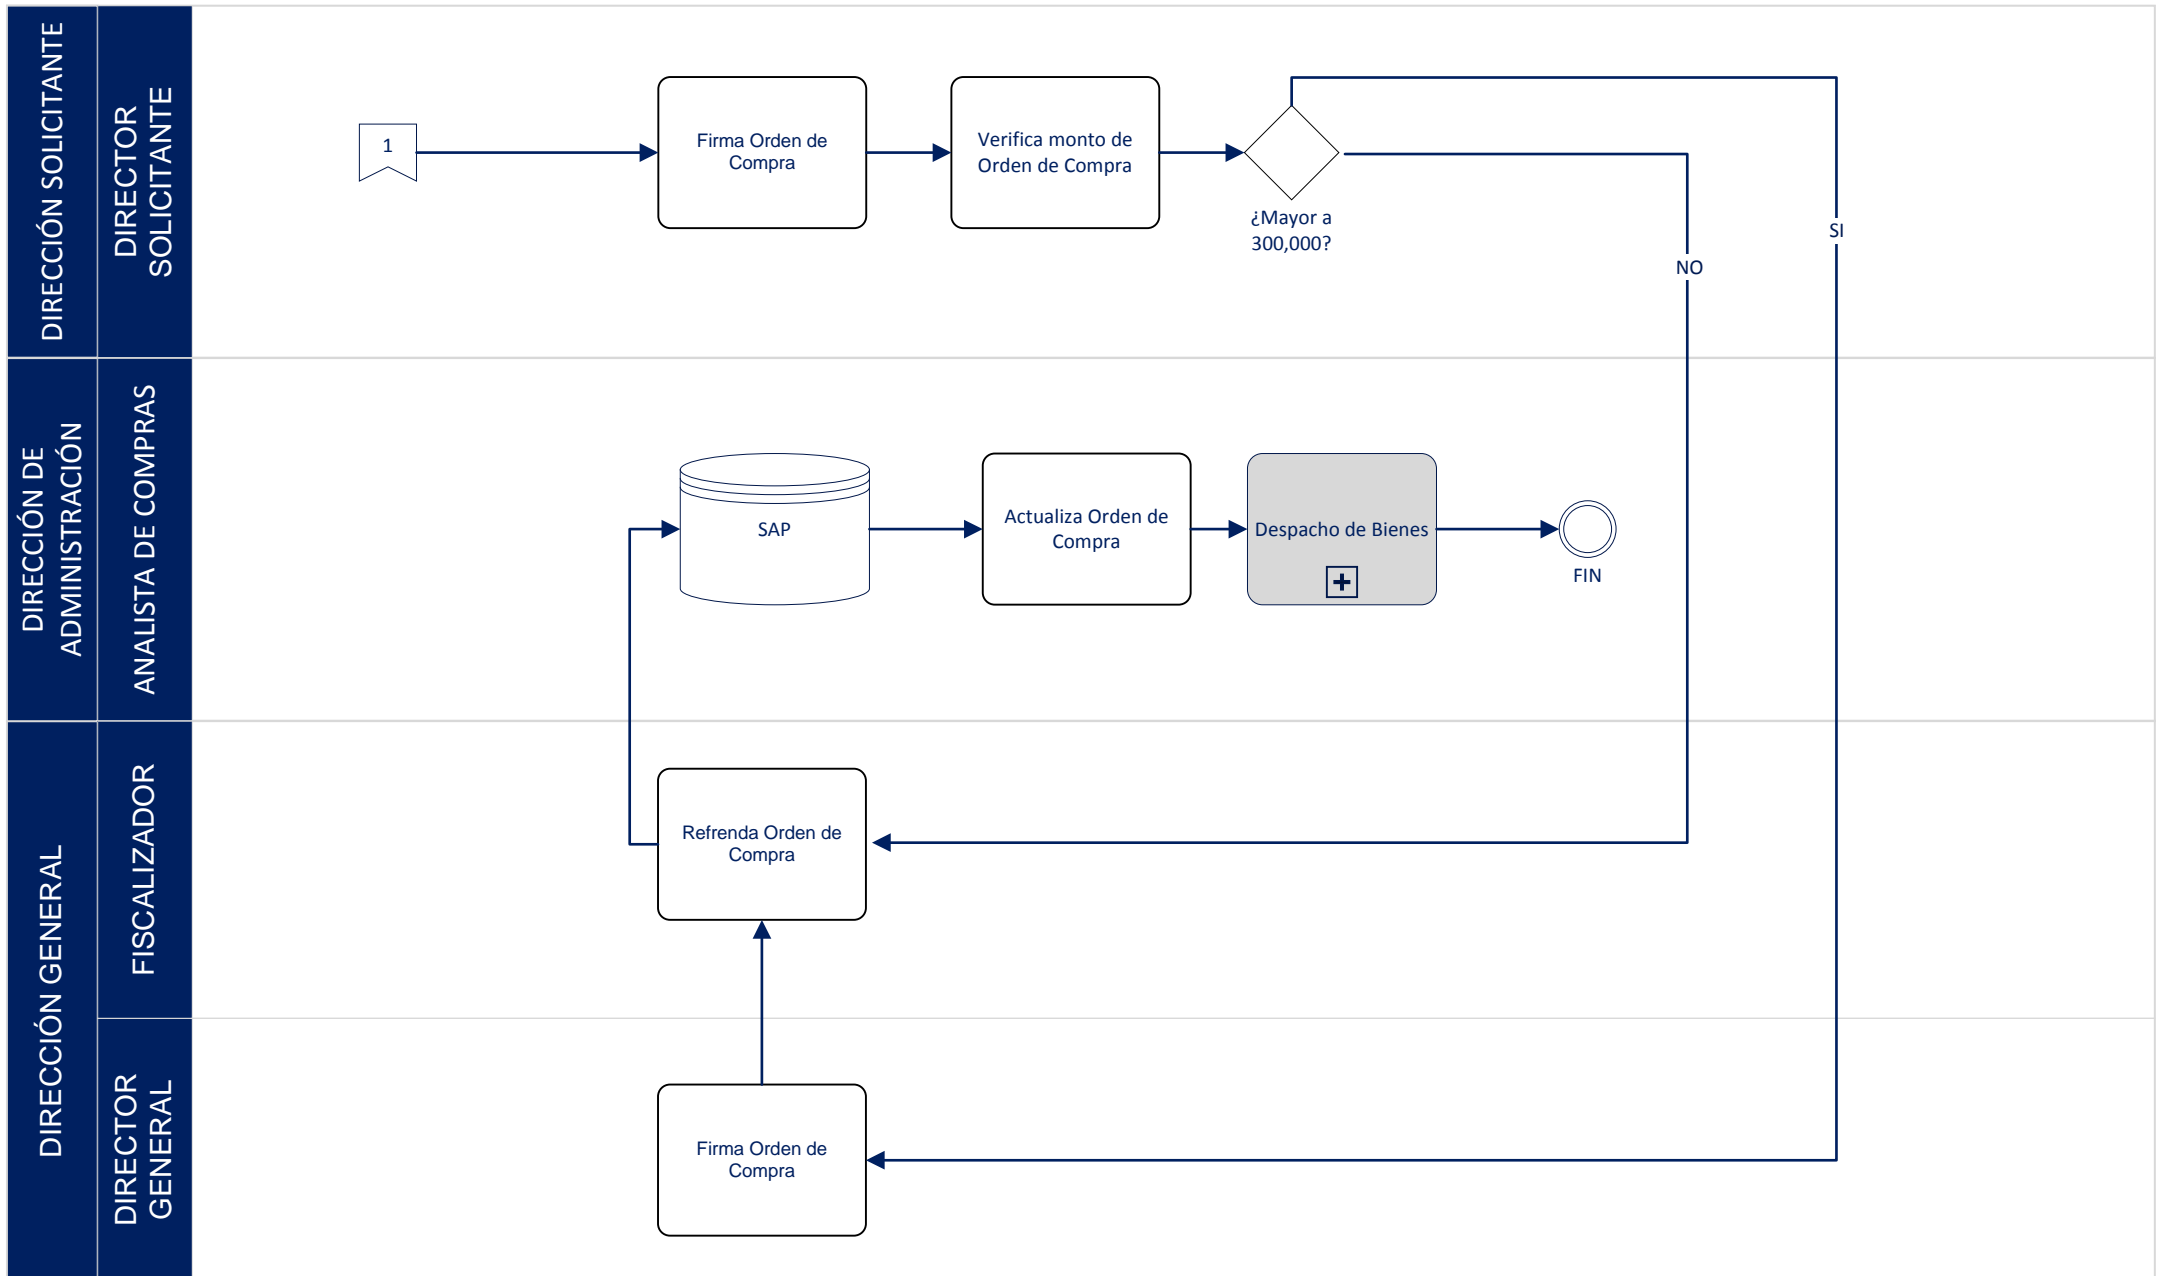 DIRECCIÓN SOLICITANTE
DIRECTOR
SOLICITANTE
1
Firma Orden de
Compra
Verifica monto de
Orden de Compra
¿Mayor a
300,000?
SI
NO
DIRECCIÓN DE
ADMINISTRACIÓN
ANALISTA DE COMPRAS
SAP
Actualiza Orden de
Compra
Despacho de Bienes
FIN
DIRECCIÓN GENERAL
FISCALIZADOR
Refrenda Orden de
Compra
DIRECTOR
GENERAL
Firma Orden de
Compra